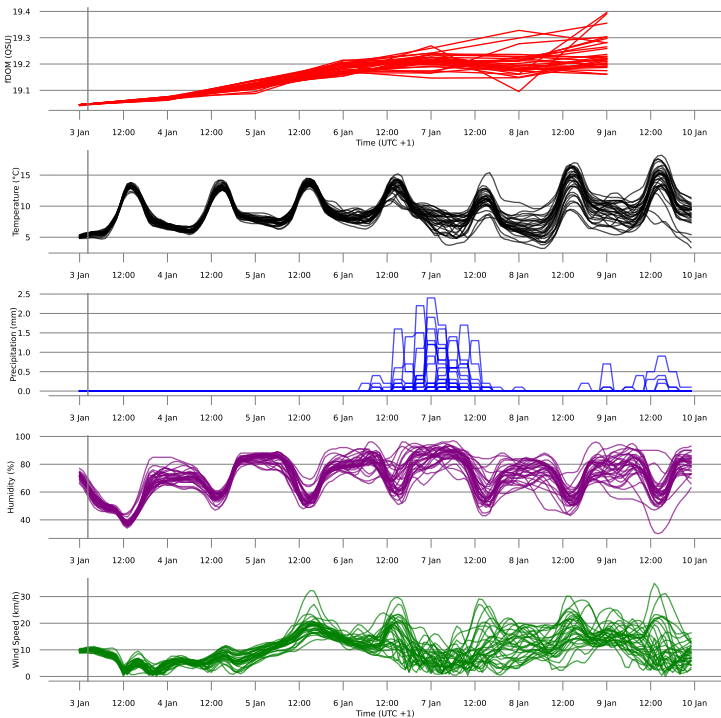 fDOM (QSU)
19.4
19.3
19.2
19.1
3 Jan 12:00 4 Jan 12:00 5 Jan 12:00 6 Jan 12:00 7 Jan 12:00 8 Jan 12:00 9 Jan 12:00 10 Jan
Time (UTC +1)
Temperature (°C)
15
10
5
3 Jan 12:00 4 Jan 12:00 5 Jan 12:00 6 Jan 12:00 7 Jan 12:00 8 Jan 12:00 9 Jan 12:00 10 Jan
Precipitation (mm)
2.5
2.0
1.5
1.0
0.5
0.0
3 Jan 12:00 4 Jan 12:00 5 Jan 12:00 6 Jan 12:00 7 Jan 12:00 8 Jan 12:00 9 Jan 12:00 10 Jan
Humidity (%)
100
80
60
40
3 Jan 12:00 4 Jan 12:00 5 Jan 12:00 6 Jan 12:00 7 Jan 12:00 8 Jan 12:00 9 Jan 12:00 10 Jan
Wind Speed (km/h)
30
20
10
0
3 Jan 12:00 4 Jan 12:00 5 Jan 12:00 6 Jan 12:00 7 Jan 12:00 8 Jan 12:00 9 Jan 12:00 10 Jan
Time (UTC +1)